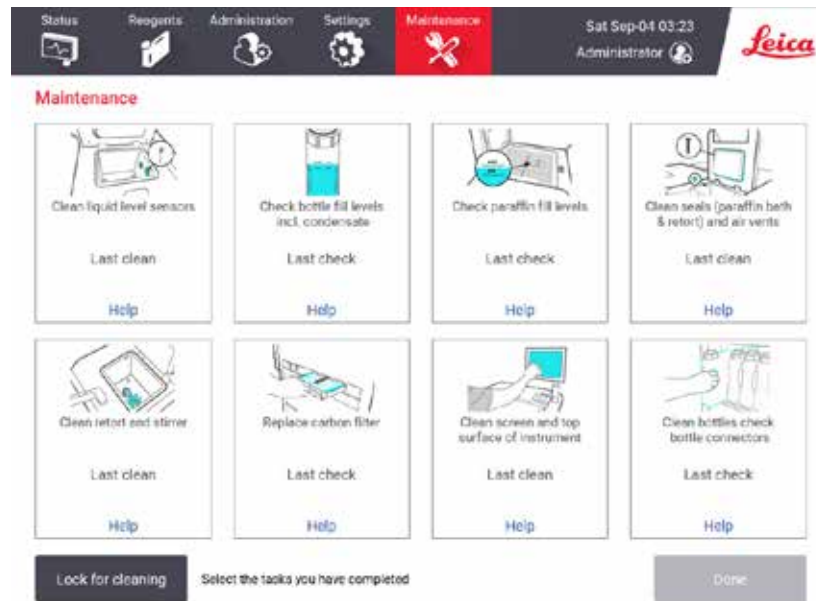 Status Reagents Administration Settings Maintenance
Sat Sep-04 03:23
Administrator
Leica
Maintenance
Clean liquid level sensors
Last clean
Help
Check bottle fill levels
incl. condensate
Last check
Help
Check paraffin fill levels
Last check
Help
Clean seals (paraffin bath
& retort) and air vents
Last clean
Help
Clean retort and stirrer
Last clean
Help
Replace carbon filter
Last check
Help
Clean screen and top
surface of instrument
Last clean
Help
Clean bottles check
bottle connectors
Last check
Help
Lock for cleaning
Select the tasks you have completed
Done